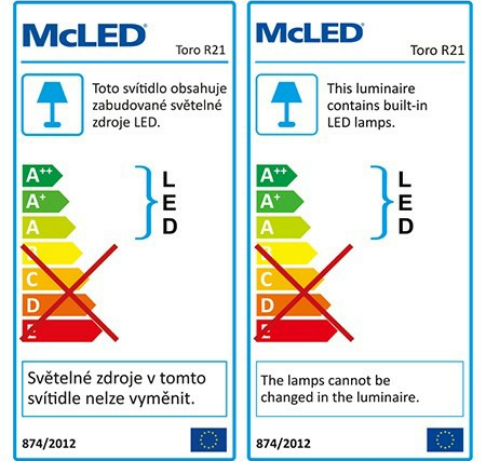 McLED
Toro R21
Toto svítidlo obsahuje
zabudované světelné
zdroje LED.
A++
A+
A
B
C
D
E
L
E
D
Světelné zdroje v tomto
svítidle nelze vyměnit.
874/2012
McLED
Toro R21
This luminaire
contains built-in
LED lamps.
A++
A+
A
B
C
D
E
L
E
D
The lamps cannot be
changed in the luminaire.
874/2012